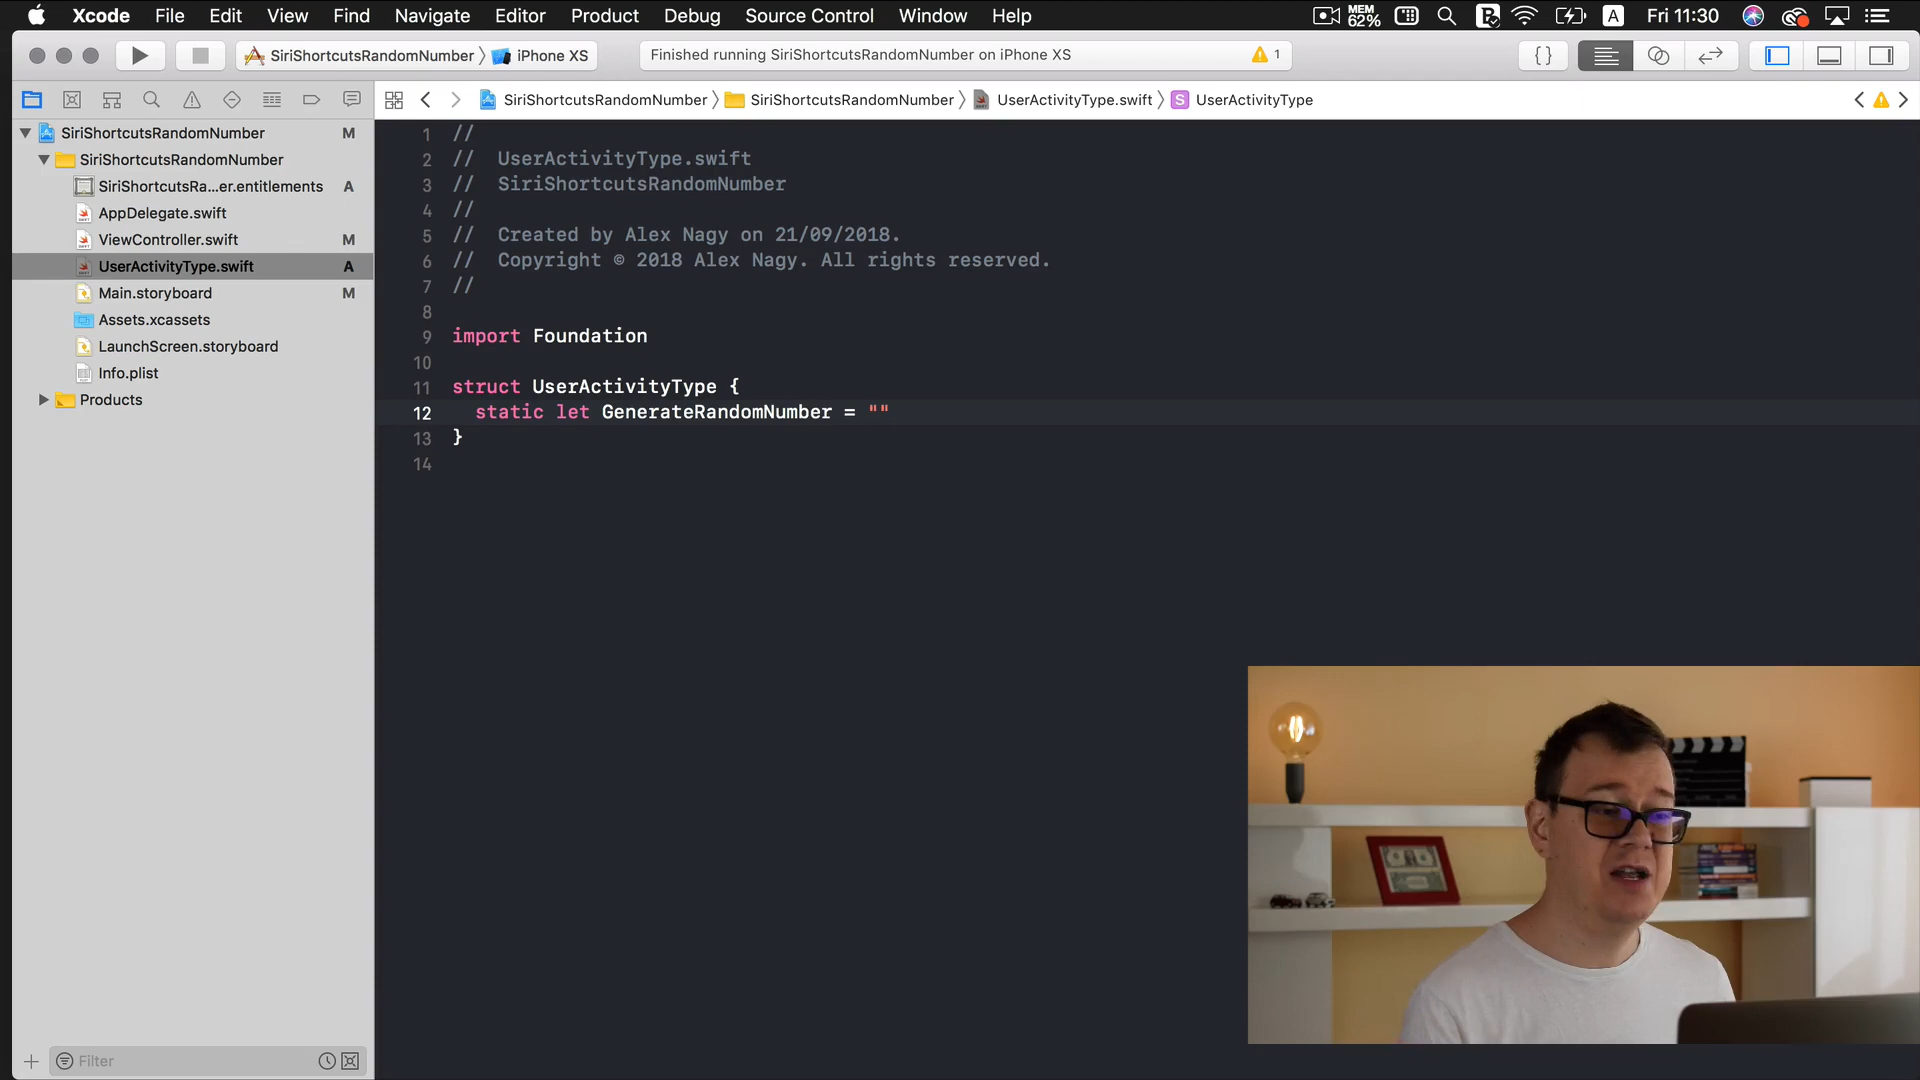 Xcode File Edit View Find Navigate Editor Product Debug Source Control Window Help MEM 62% A Fri 11:30
SiriShortcutsRandomNumber iPhone XS Finished running SiriShortcutsRandomNumber on iPhone XS 1 {}
SiriShortcutsRandomNumber SiriShortcutsRandomNumber UserActivityType.swift S UserActivityType
SiriShortcutsRandomNumber M
SiriShortcutsRandomNumber
SiriShortcutsRa...er.entitlements A
AppDelegate.swift
ViewController.swift M
UserActivityType.swift A
Main.storyboard M
Assets.xcassets
LaunchScreen.storyboard
Info.plist
Products
Filter
1 //
2 // UserActivityType.swift
3 // SiriShortcutsRandomNumber
4 //
5 // Created by Alex Nagy on 21/09/2018.
6 // Copyright © 2018 Alex Nagy. All rights reserved.
7 //
8
9 import Foundation
10
11 struct UserActivityType {
12 static let GenerateRandomNumber = ""
13 }
14